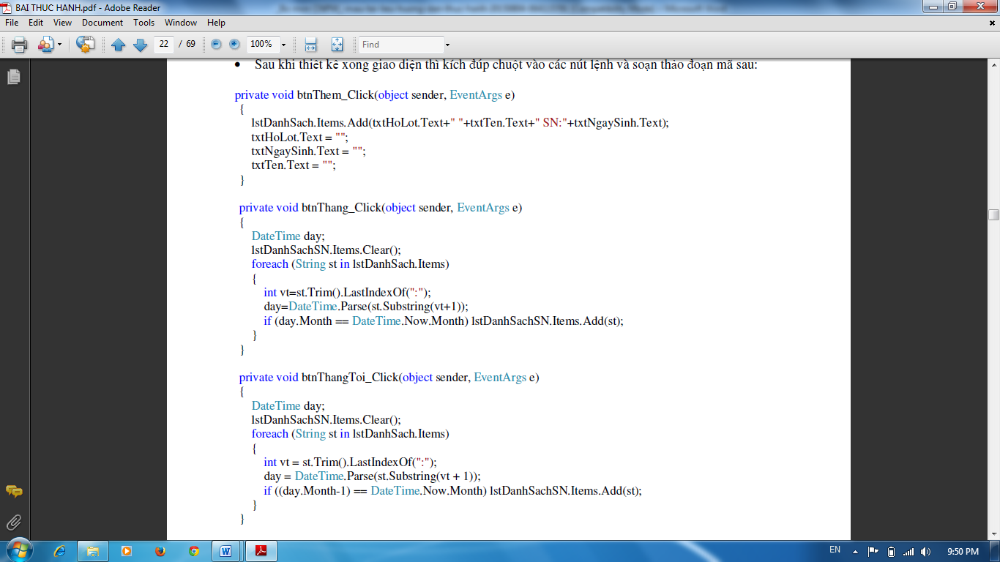 BAI THUC HANH.pdf - Adobe Reader
File Edit View Document Tools Window Help
22 / 69 100% Find
• Sau khi thiết kế xong giao diện thì kích đúp chuột vào các nút lệnh và soạn thảo đoạn mã sau:
private void btnThem_Click(object sender, EventArgs e)
{
lstDanhSach.Items.Add(txtHoLot.Text+" "+txtTen.Text+" SN:"+txtNgaySinh.Text);
txtHoLot.Text = "";
txtNgaySinh.Text = "";
txtTen.Text = "";
}
private void btnThang_Click(object sender, EventArgs e)
{
DateTime day;
lstDanhSachSN.Items.Clear();
foreach (String st in lstDanhSach.Items)
{
int vt=st.Trim().LastIndexOf(":");
day=DateTime.Parse(st.Substring(vt+1));
if (day.Month == DateTime.Now.Month) lstDanhSachSN.Items.Add(st);
}
}
private void btnThangToi_Click(object sender, EventArgs e)
{
DateTime day;
lstDanhSachSN.Items.Clear();
foreach (String st in lstDanhSach.Items)
{
int vt = st.Trim().LastIndexOf(":");
day = DateTime.Parse(st.Substring(vt + 1));
if ((day.Month-1) == DateTime.Now.Month) lstDanhSachSN.Items.Add(st);
}
}
EN 9:50 PM